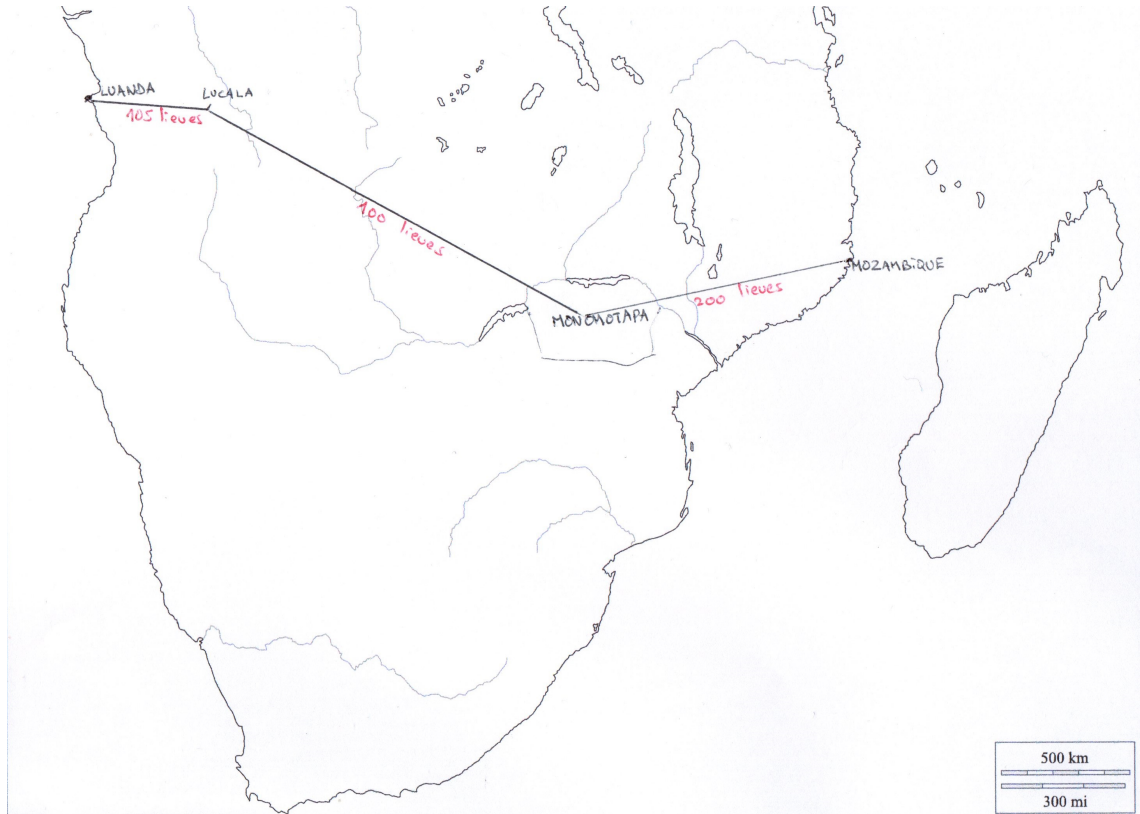 LUANDA
LUCALA
105 lieues
100 lieues
MONOMOTAPA
200 lieues
MOZAMBIQUE
500 km
300 mi